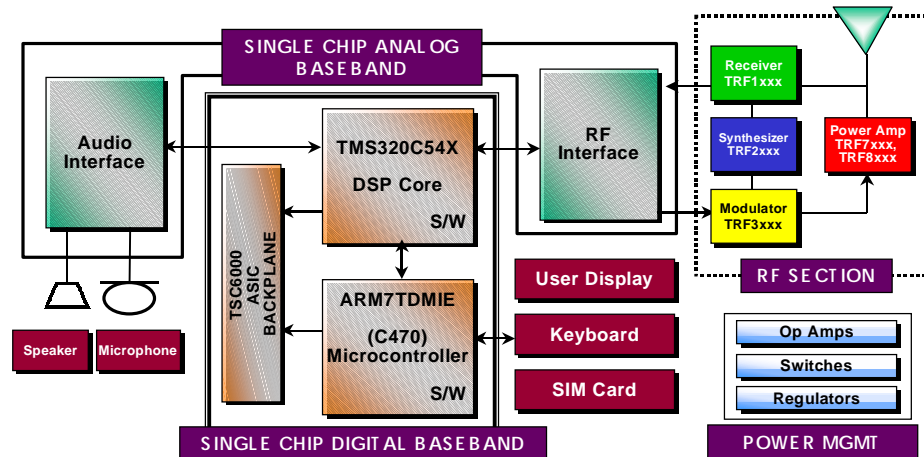 SINGLE CHIP ANALOG
BASEBAND
Audio
Interface
TMS320C54X
DSP Core
S/W
TSC6000
ASIC
BACKPLANE
ARM7TDMIE
(C470)
Microcontroller
S/W
SINGLE CHIP DIGITAL BASEBAND
Speaker
Microphone
RF
Interface
User Display
Keyboard
SIM Card
Receiver
TRF1xxx
Synthesizer
TRF2xxx
Modulator
TRF3xxx
Power Amp
TRF7xxx,
TRF8xxx
RF SECTION
Op Amps
Switches
Regulators
POWER MGMT